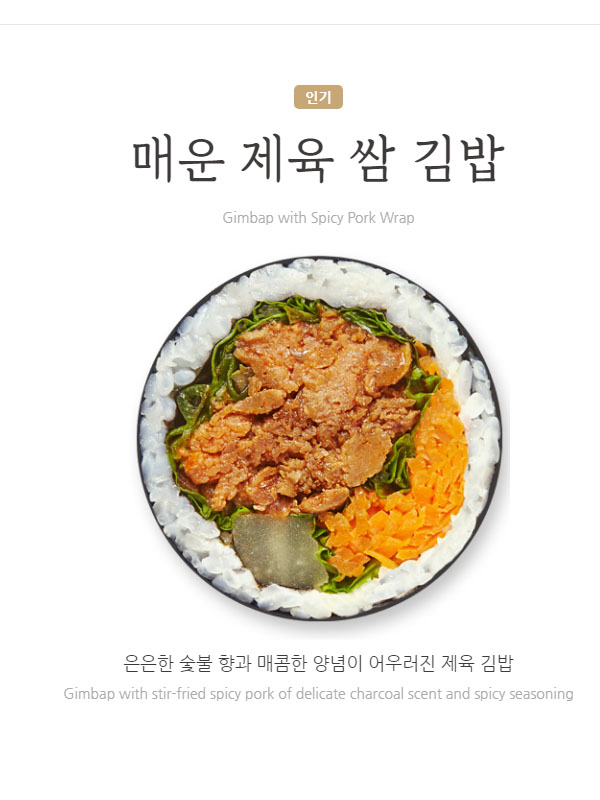 인기
매운 제육 쌈 김밥
Gimbap with Spicy Pork Wrap
은은한 숯불 향과 매콤한 양념이 어우러진 제육 김밥
Gimbap with stir-fried spicy pork of delicate charcoal scent and spicy seasoning